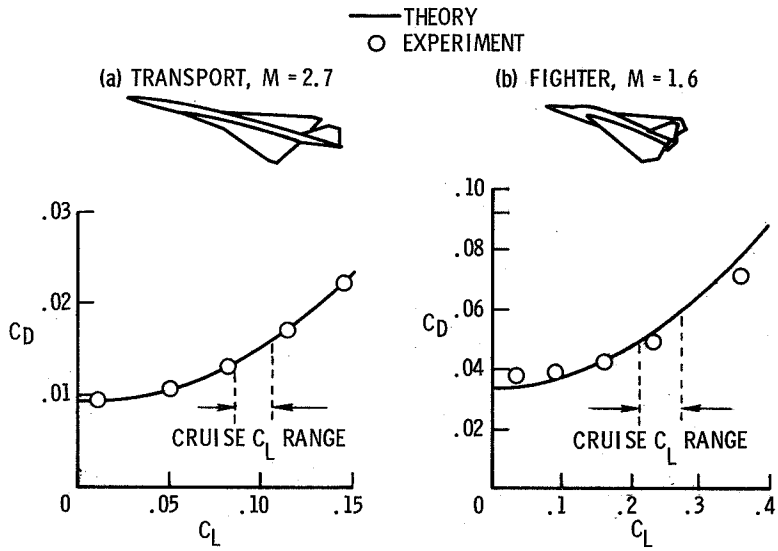 THEORY
EXPERIMENT
(a) TRANSPORT, M = 2.7
(b) FIGHTER, M = 1.6
.03
.02
.01
0
C_D
CRUISE C_L RANGE
.05
.10
.15
C_L
.10
.08
.06
.04
.02
0
C_D
CRUISE C_L RANGE
.1
.2
.3
.4
C_L